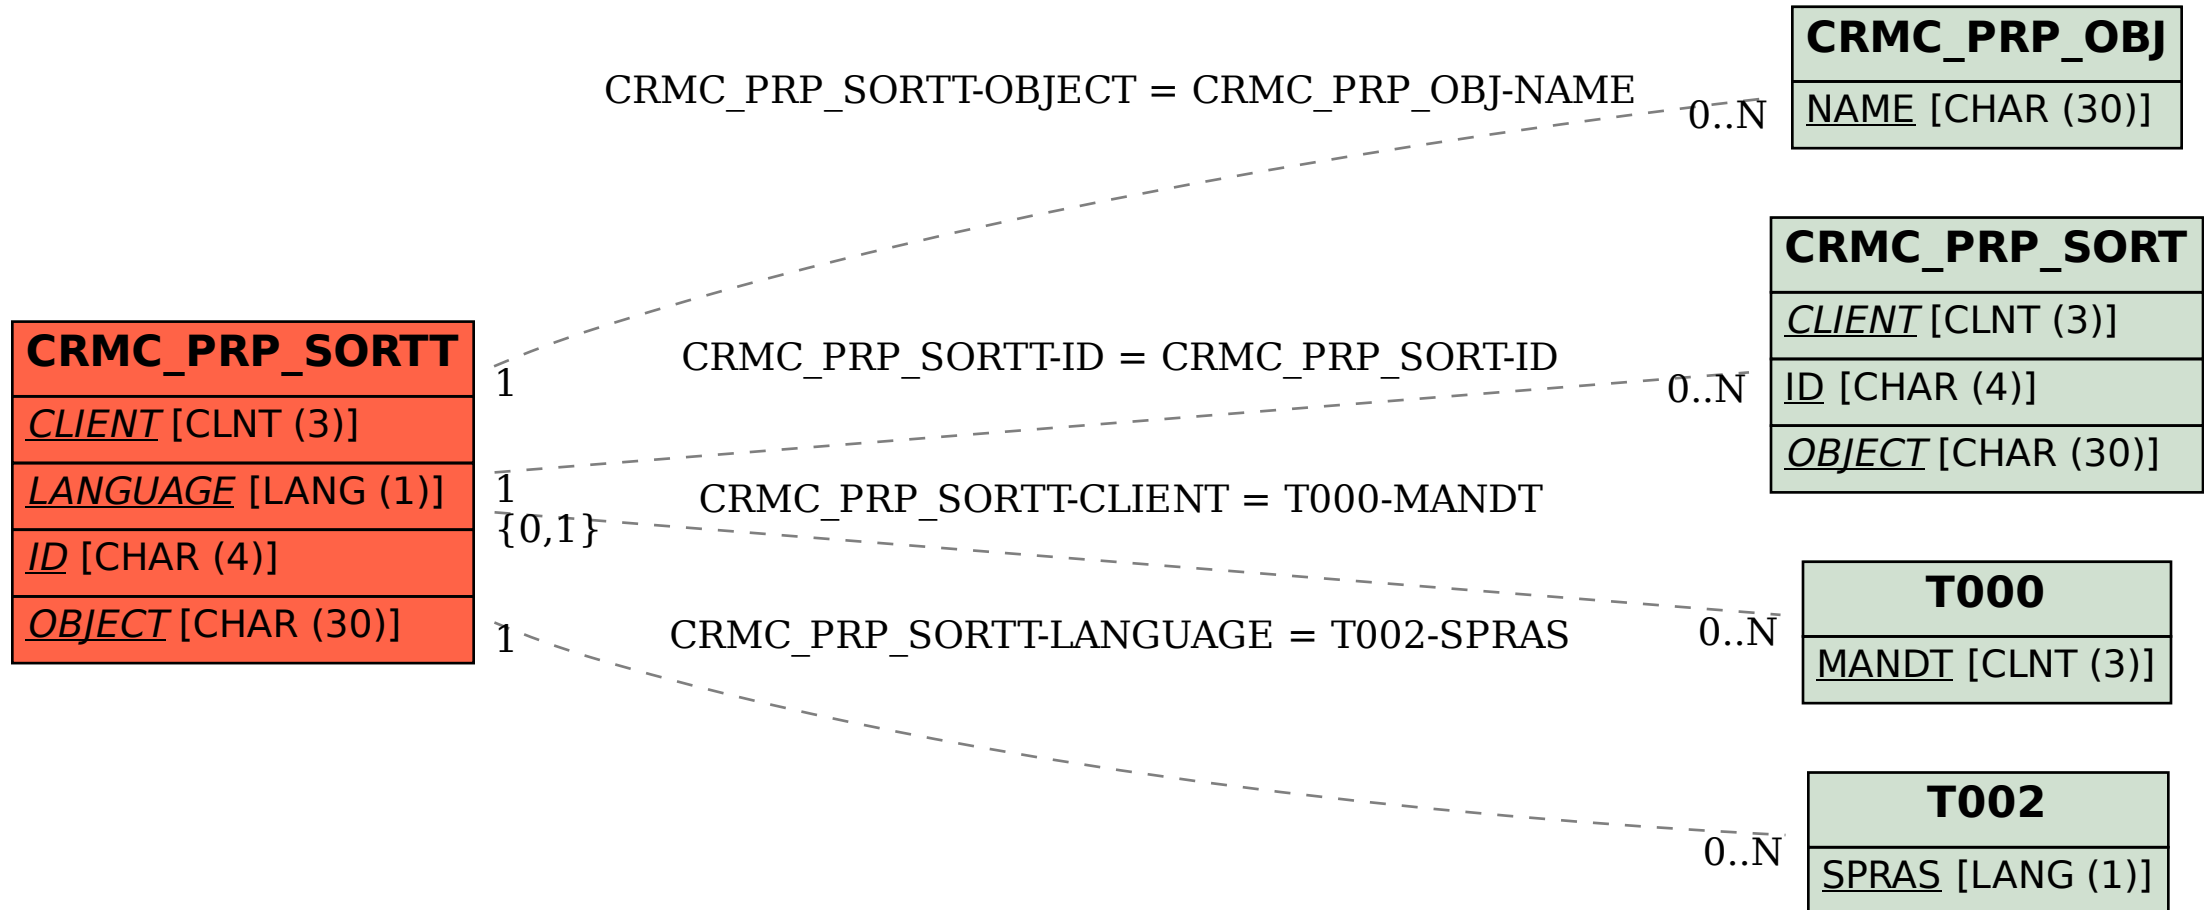 CRMC_PRP_OBJ
NAME [CHAR (30)]
CRMC_PRP_SORTT-OBJECT = CRMC_PRP_OBJ-NAME
0..N
1
CRMC_PRP_SORT
CLIENT [CLNT (3)]
ID [CHAR (4)]
OBJECT [CHAR (30)]
CRMC_PRP_SORTT-ID = CRMC_PRP_SORT-ID
0..N
1
CRMC_PRP_SORTT
CLIENT [CLNT (3)]
LANGUAGE [LANG (1)]
ID [CHAR (4)]
OBJECT [CHAR (30)]
CRMC_PRP_SORTT-CLIENT = T000-MANDT
{0,1}
0..N
T000
MANDT [CLNT (3)]
CRMC_PRP_SORTT-LANGUAGE = T002-SPRAS
1
0..N
T002
SPRAS [LANG (1)]